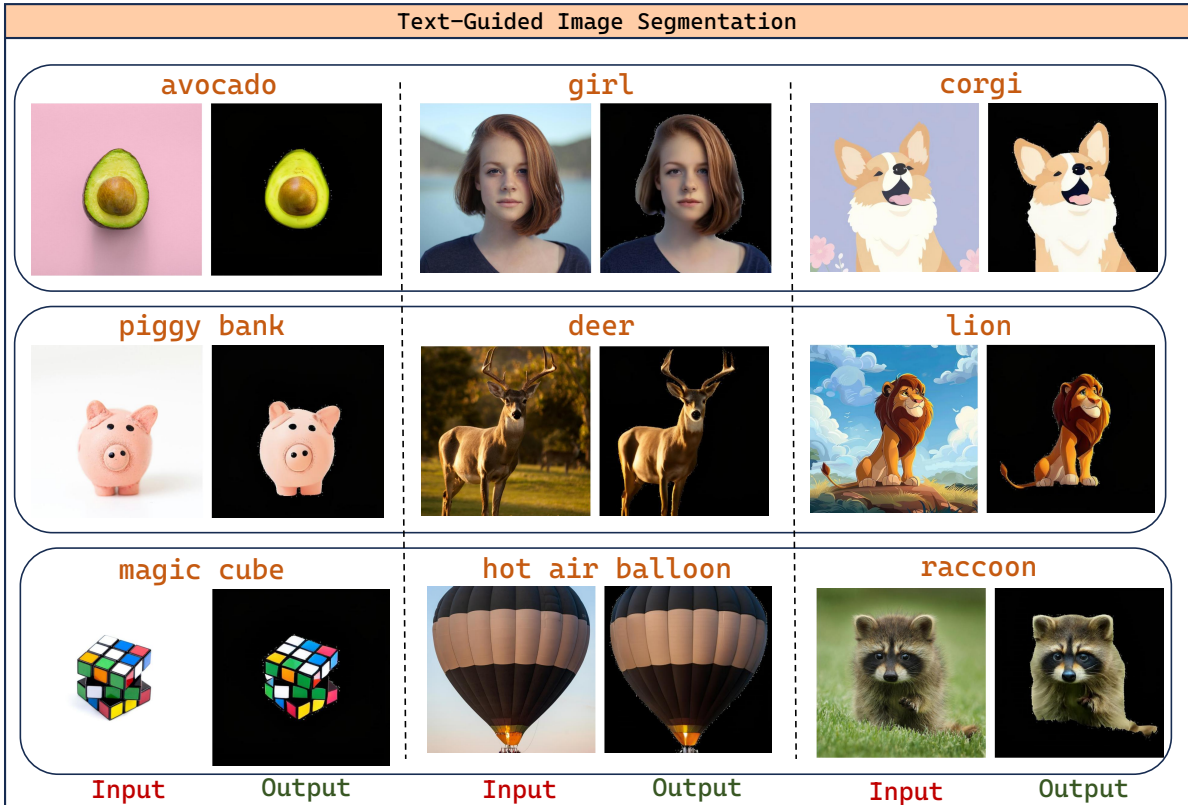 Text-Guided Image Segmentation
avocado
girl
corgi
piggy bank
deer
lion
magic cube
hot air balloon
raccoon
Input
Output
Input
Output
Input
Output